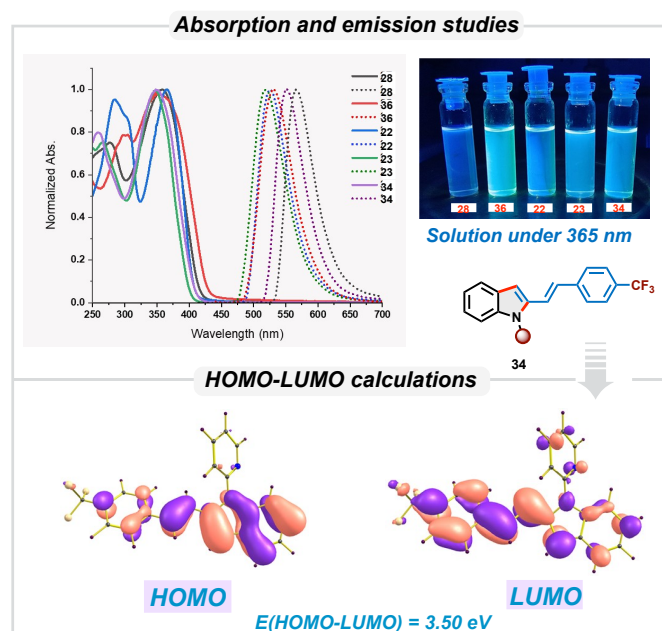 Absorption and emission studies
1.0
0.8
0.6
0.4
0.2
0.0
Normalized Abs.
250 300 350 400 450 500 550 600 650 700
Wavelength (nm)
28
28
36
36
22
22
23
23
34
34
28 36 22 23 34
Solution under 365 nm
CF3
N
34
HOMO-LUMO calculations
HOMO
LUMO
E(HOMO-LUMO) = 3.50 eV